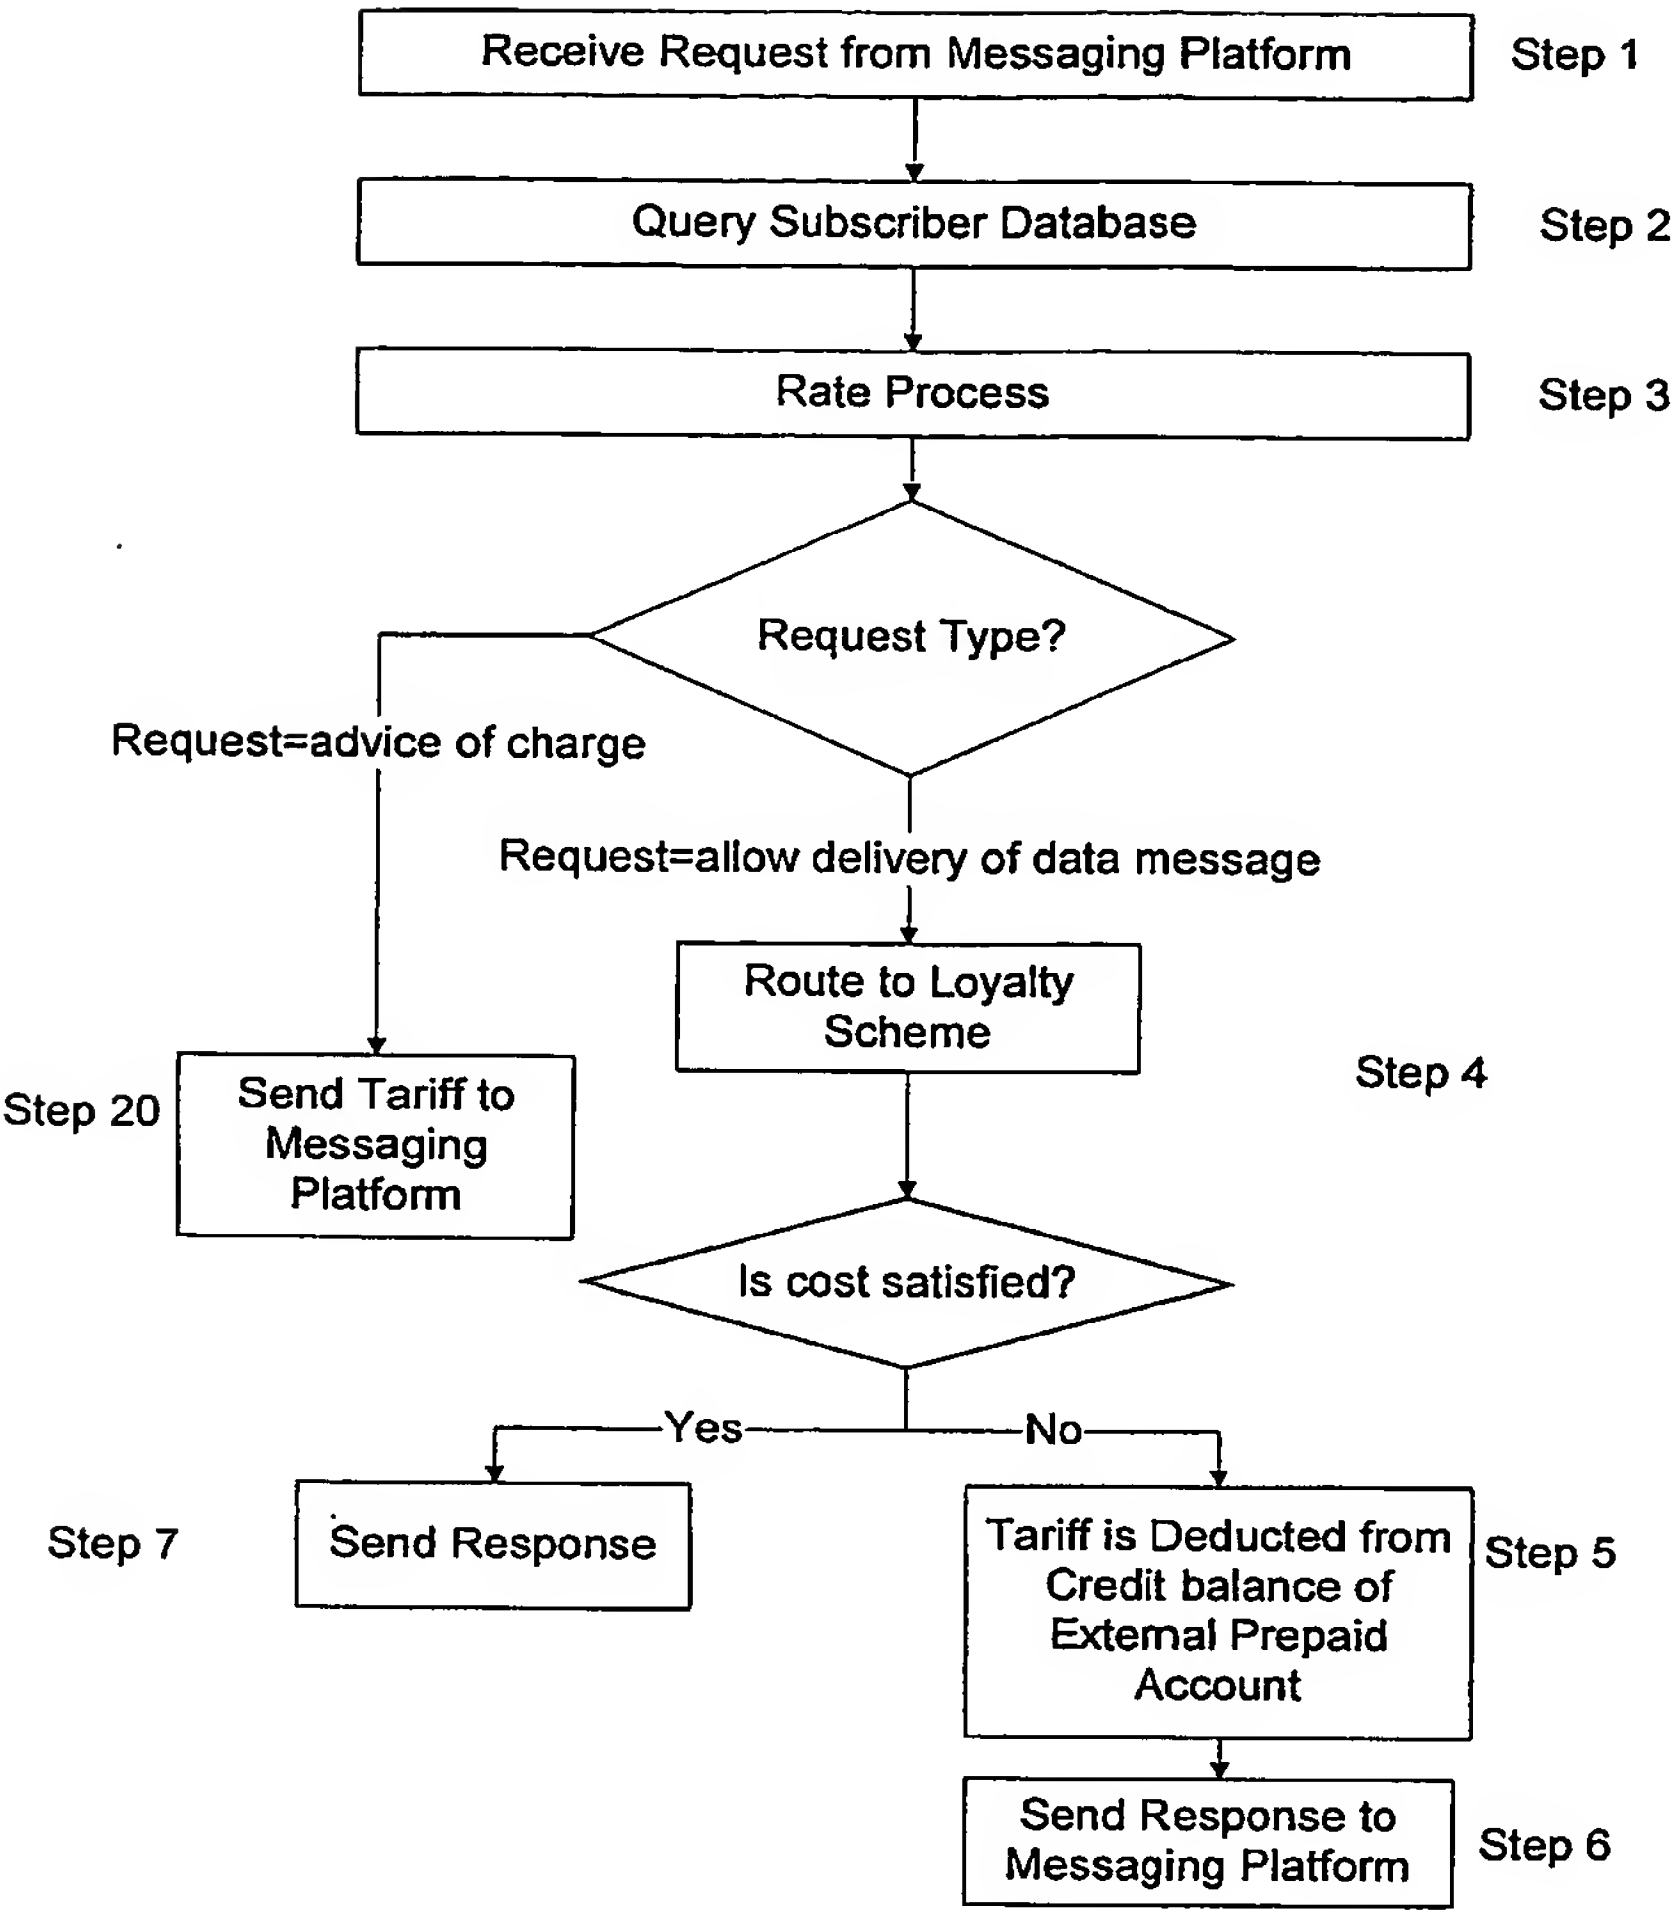 Receive Request from Messaging Platform
Step 1
Query Subscriber Database
Step 2
Rate Process
Step 3
Request Type?
Request=advice of charge
Request=allow delivery of data message
Route to Loyalty
Scheme
Step 4
Step 20
Send Tariff to
Messaging
Platform
Is cost satisfied?
Yes
No
Step 7
Send Response
Tariff is Deducted from
Credit balance of
External Prepaid
Account
Step 5
Send Response to
Messaging Platform
Step 6